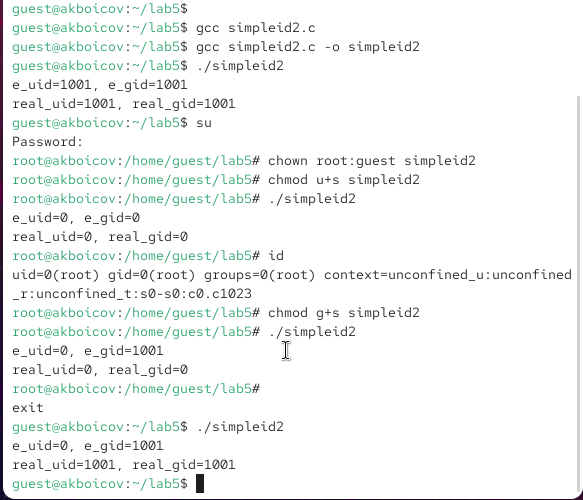 guest@akboicov:~/lab5$
guest@akboicov:~/lab5$ gcc simpleid2.c
guest@akboicov:~/lab5$ gcc simpleid2.c -o simpleid2
guest@akboicov:~/lab5$ ./simpleid2
e_uid=1001, e_gid=1001
real_uid=1001, real_gid=1001
guest@akboicov:~/lab5$ su
Password:
root@akboicov:/home/guest/lab5# chown root:guest simpleid2
root@akboicov:/home/guest/lab5# chmod u+s simpleid2
root@akboicov:/home/guest/lab5# ./simpleid2
e_uid=0, e_gid=0
real_uid=0, real_gid=0
root@akboicov:/home/guest/lab5# id
uid=0(root) gid=0(root) groups=0(root) context=unconfined_u:unconfined
_r:unconfined_t:s0-s0:c0.c1023
root@akboicov:/home/guest/lab5# chmod g+s simpleid2
root@akboicov:/home/guest/lab5# ./simpleid2
e_uid=0, e_gid=1001
real_uid=0, real_gid=0
root@akboicov:/home/guest/lab5#
exit
guest@akboicov:~/lab5$ ./simpleid2
e_uid=0, e_gid=1001
real_uid=1001, real_gid=1001
guest@akboicov:~/lab5$